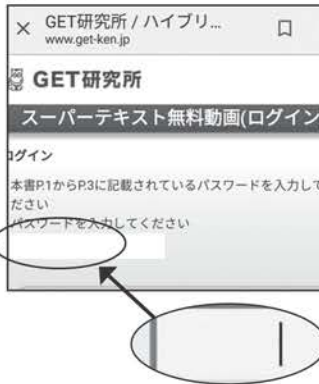 × GET研究所 / ハイブリ...
www.get-ken.jp
GET研究所
スーパーテキスト無料動画(ログイン
ログイン
本書P.1からP.3に記載されているパスワードを入力して
ださい
パスワードを入力してください